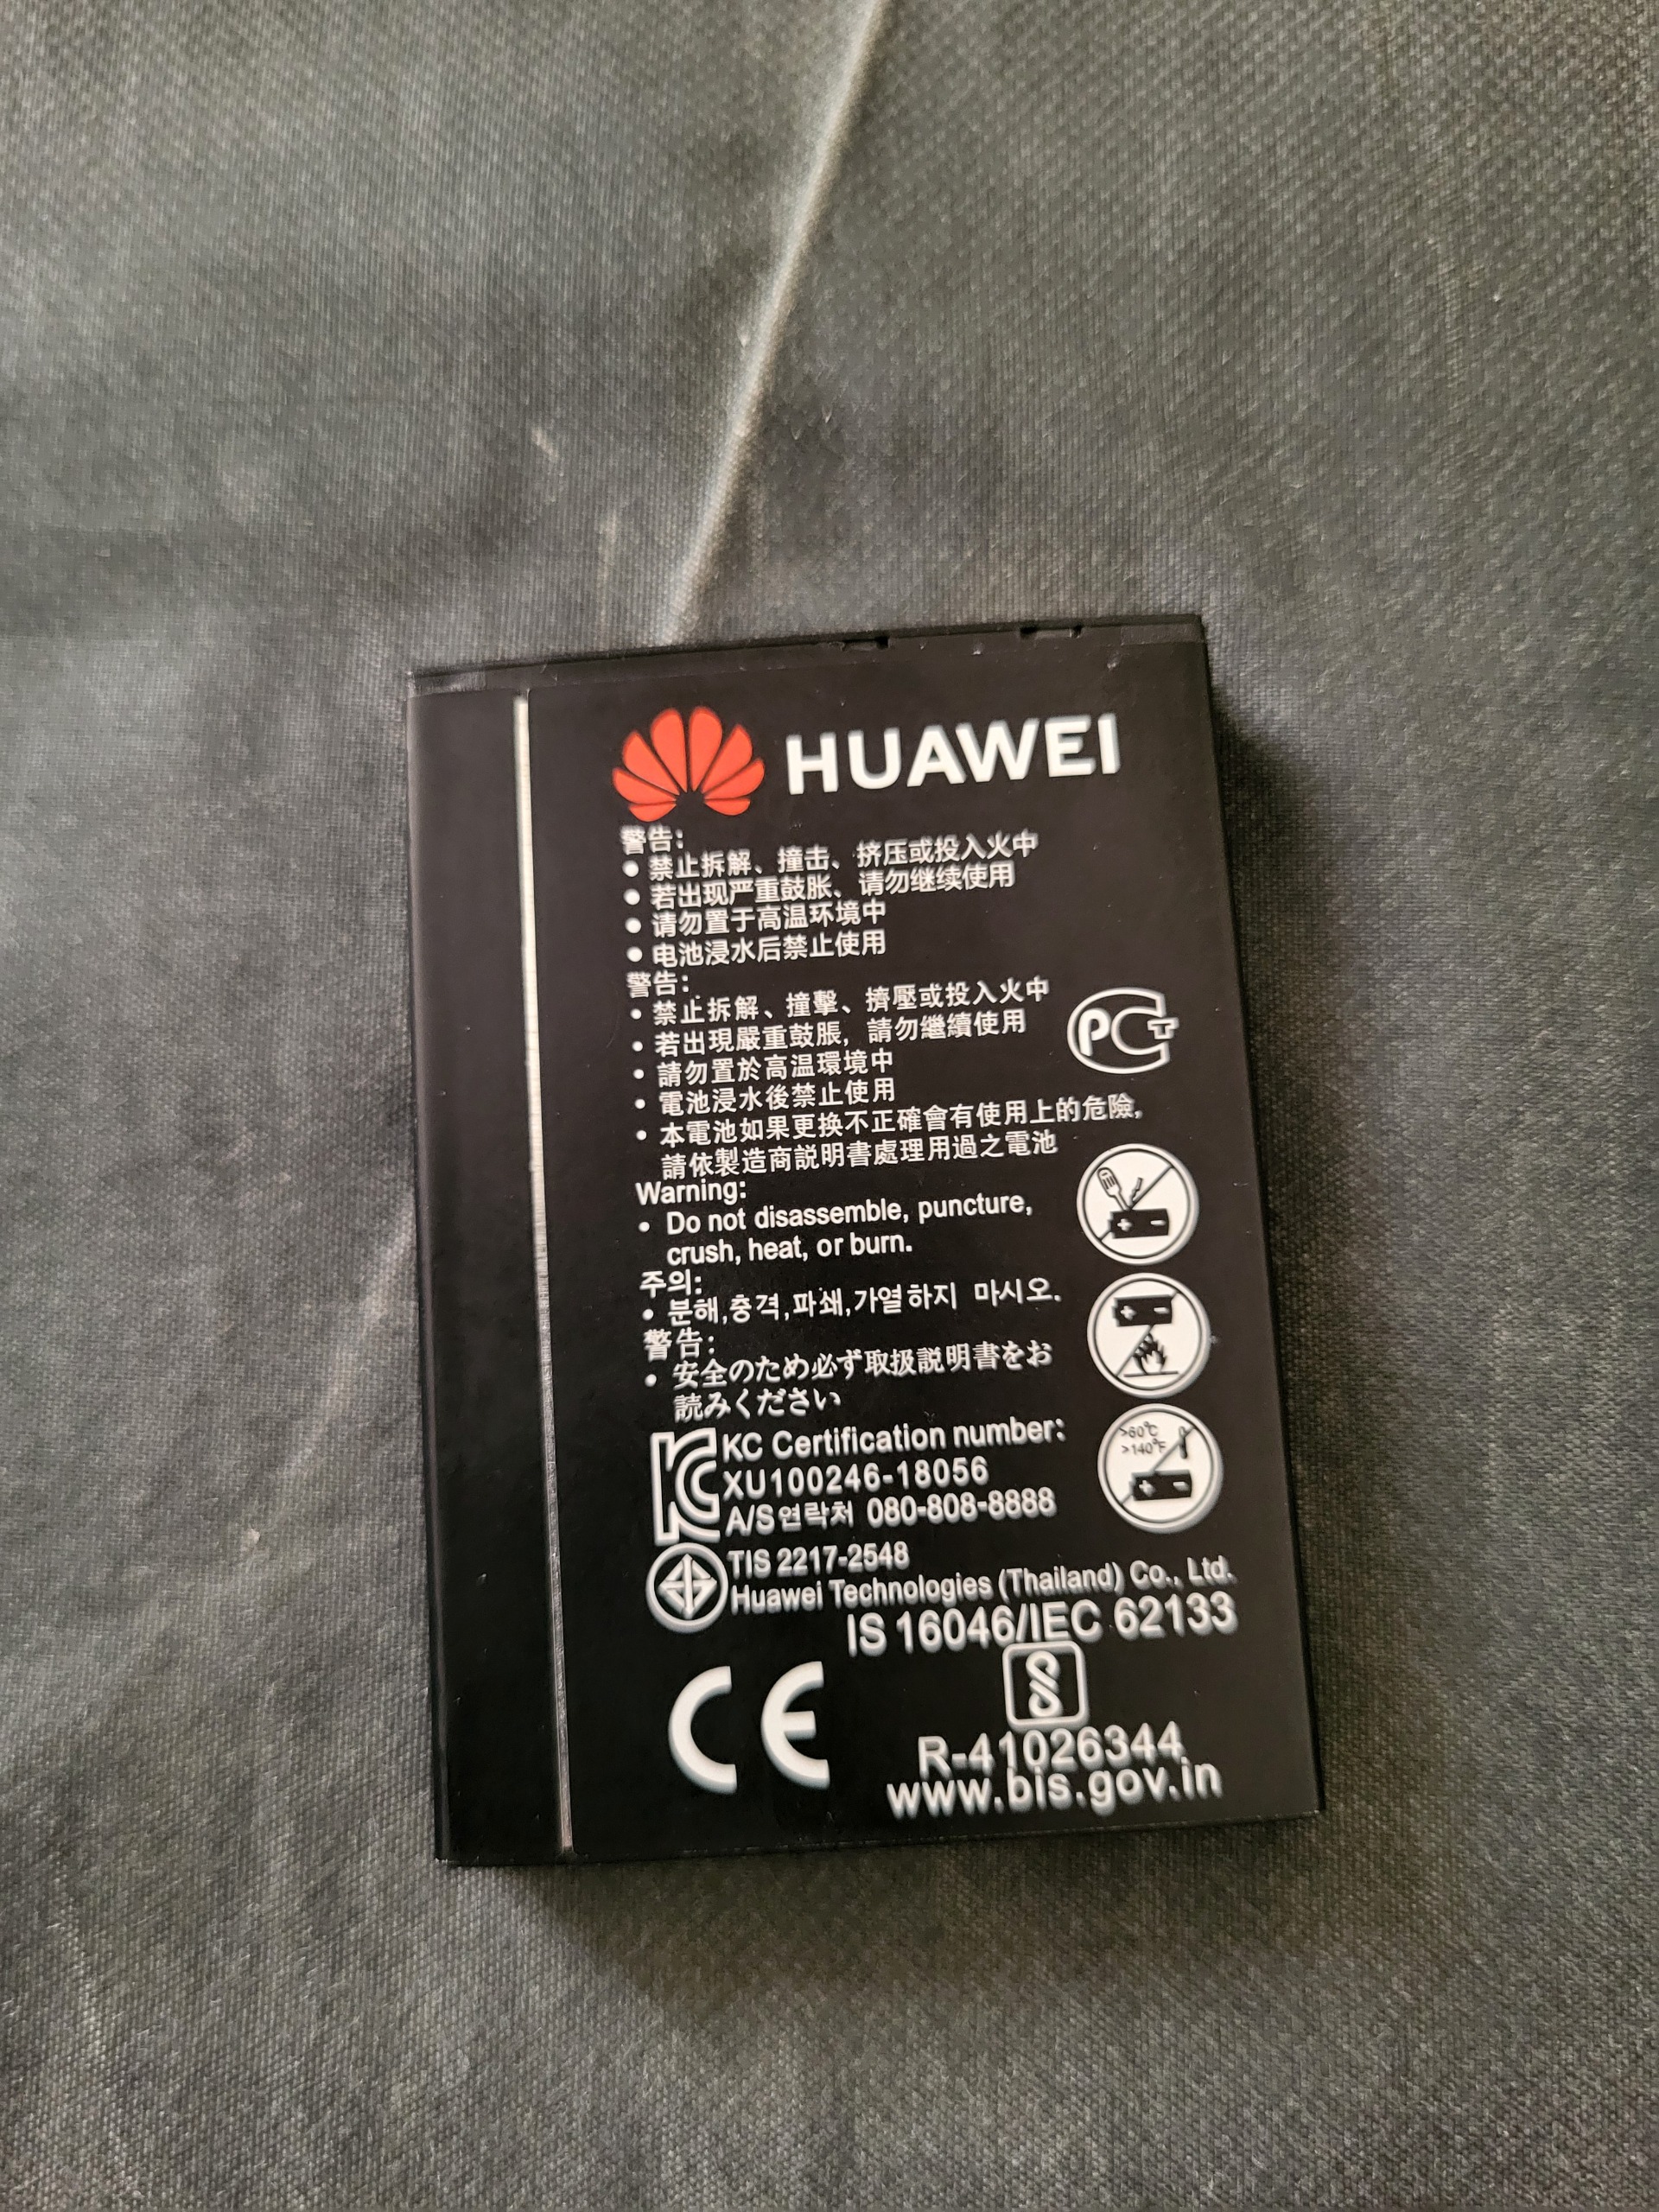 HUAWEI
警告:
• 禁止拆解、撞击、挤压或投入火中
• 若出现严重鼓胀、请勿继续使用
• 请勿置于高温环境中
• 电池浸水后禁止使用
警告:
• 禁止拆解、撞擊、擠壓或投入火中
• 若出現嚴重鼓脹, 請勿繼續使用
• 請勿置於高温環境中
• 電池浸水後禁止使用
• 本電池如果更換不正確會有使用上的危險,
請依製造商説明書處理用過之電池
PCT
Warning:
• Do not disassemble, puncture,
crush, heat, or burn.
주의:
• 분해,충격,파쇄,가열하지 마시오.
警告:
• 安全のため必ず取扱説明書をお
読みください
>60°C
>140°F
KC Certification number:
XU100246-18056
A/S연락처 080-808-8888
TIS 2217-2548
Huawei Technologies (Thailand) Co., Ltd.
IS 16046/IEC 62133
CE
R-41026344
www.bis.gov.in